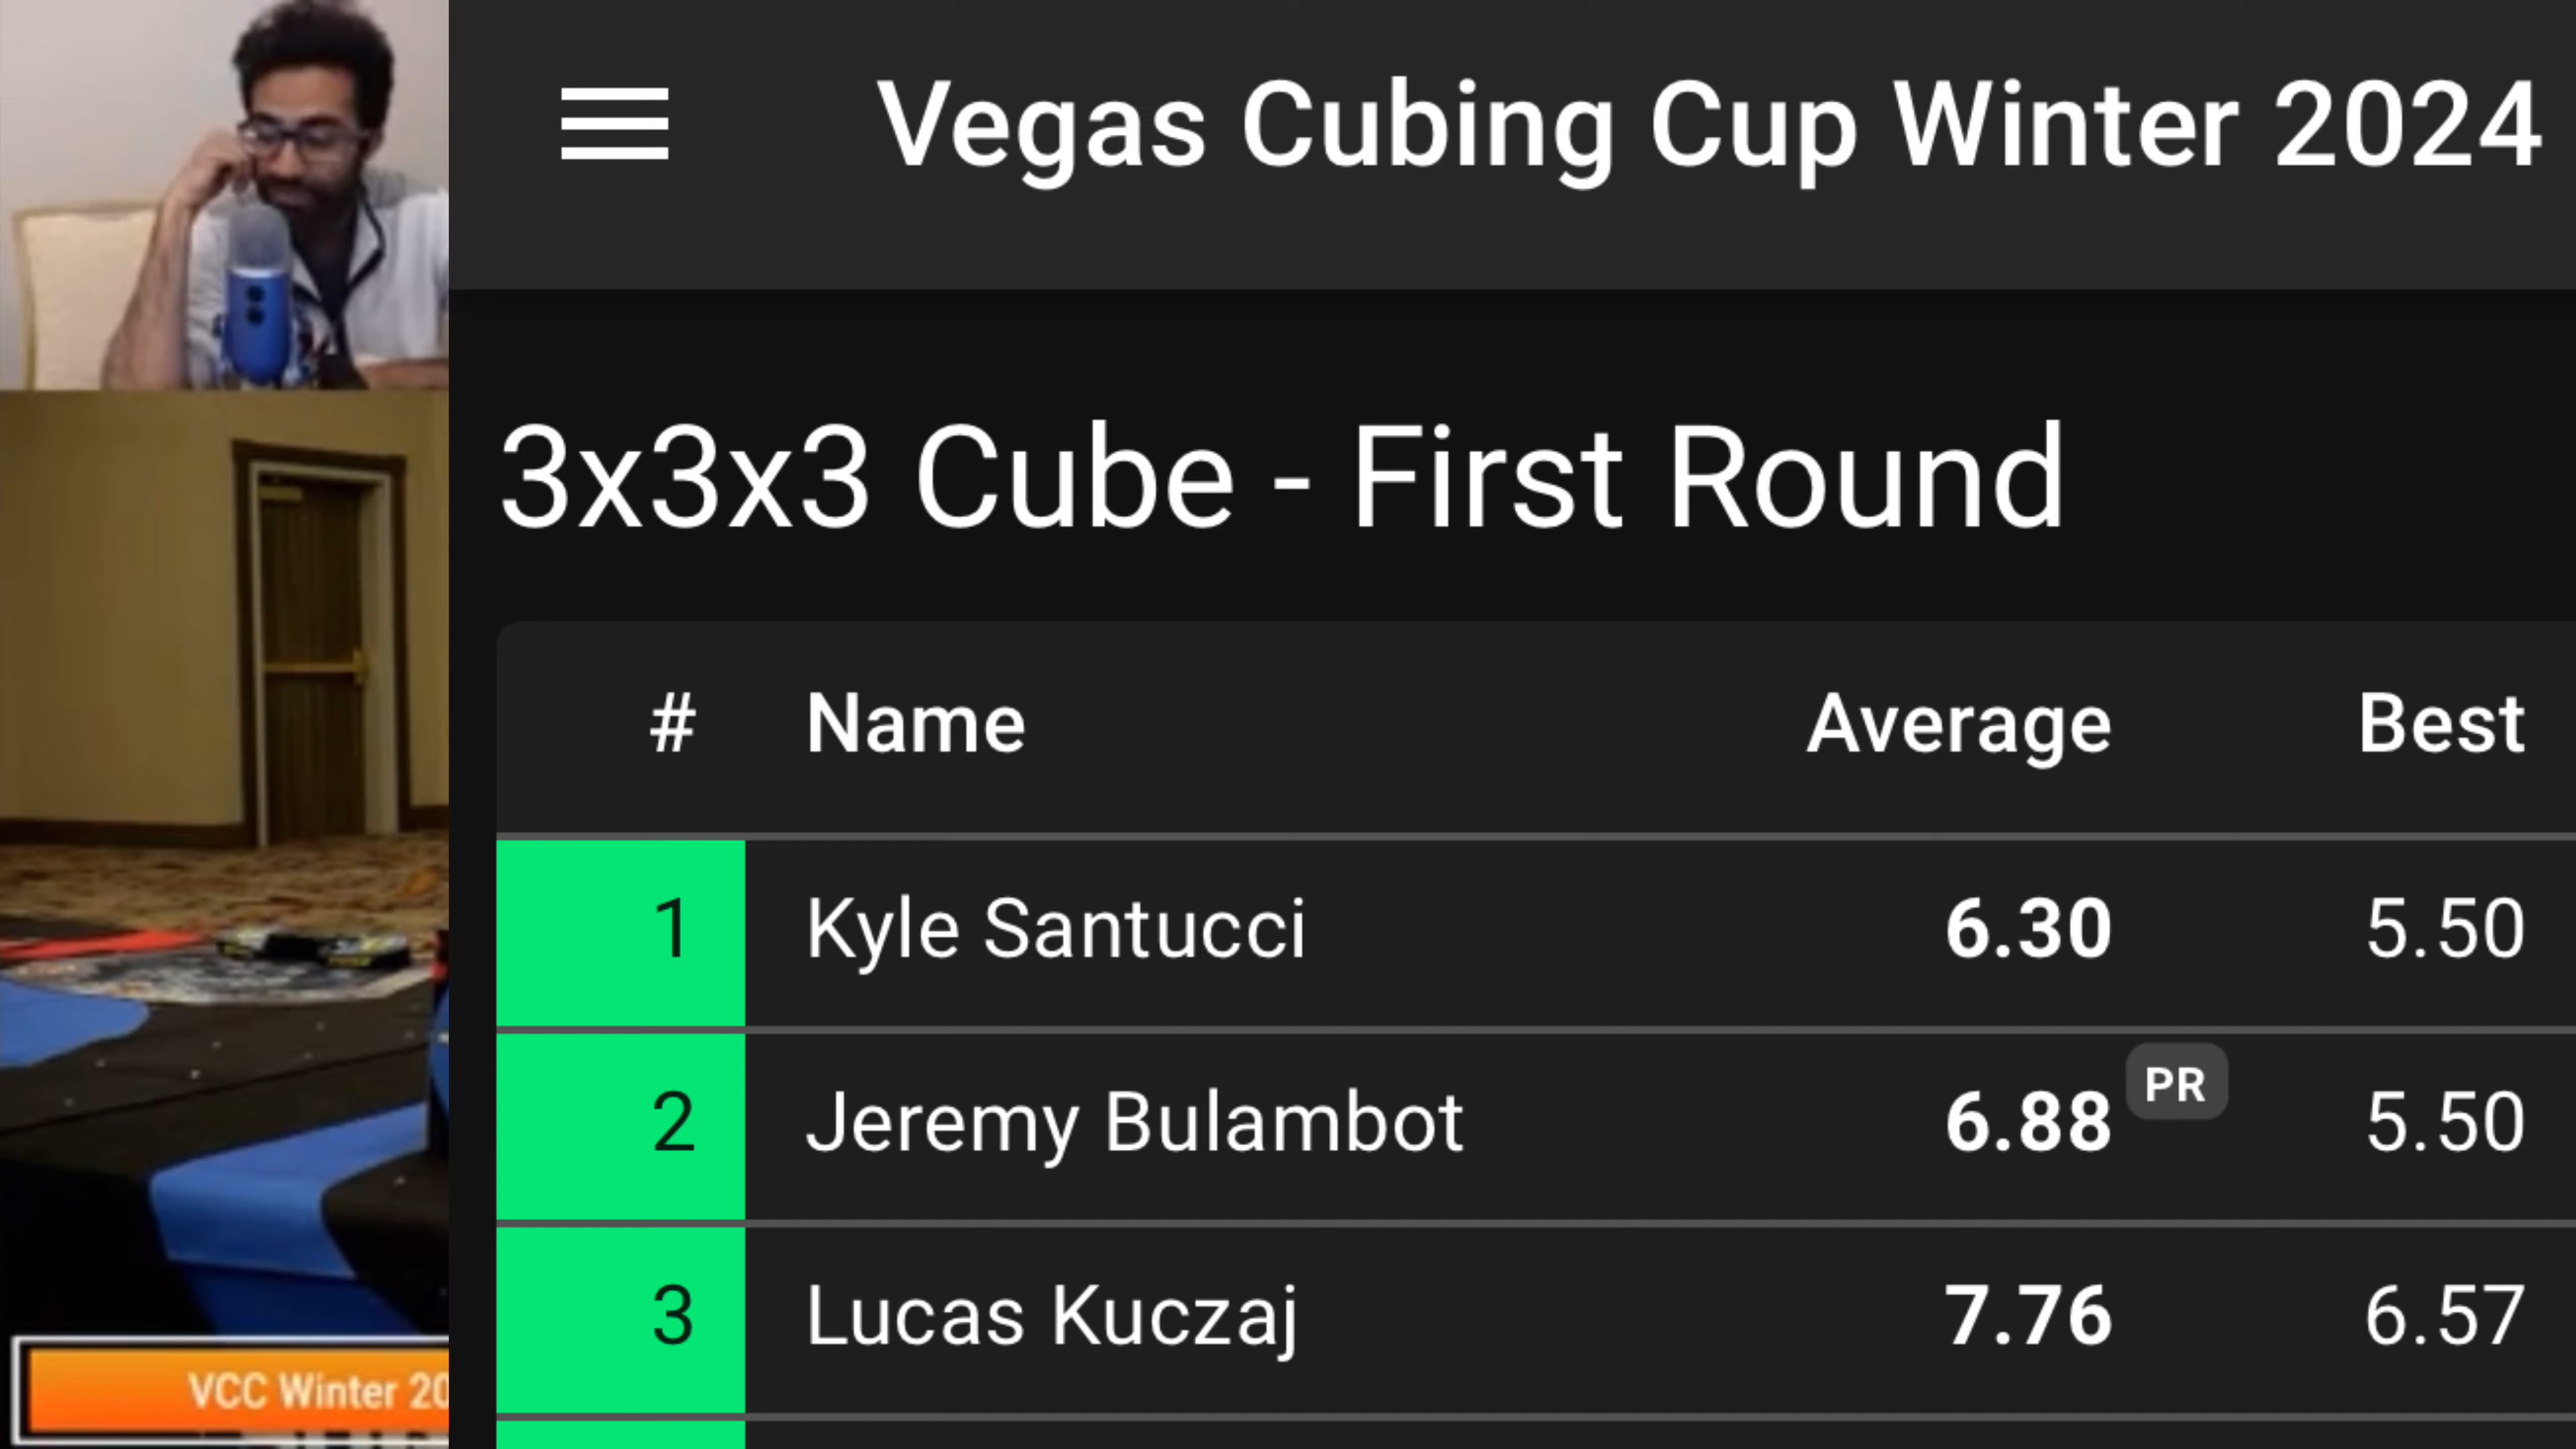 Vegas Cubing Cup Winter 2024
3x3x3 Cube - First Round
# Name Average Best
1 Kyle Santucci 6.30 5.50
2 Jeremy Bulambot 6.88 PR 5.50
3 Lucas Kuczaj 7.76 6.57
VCC Winter 20